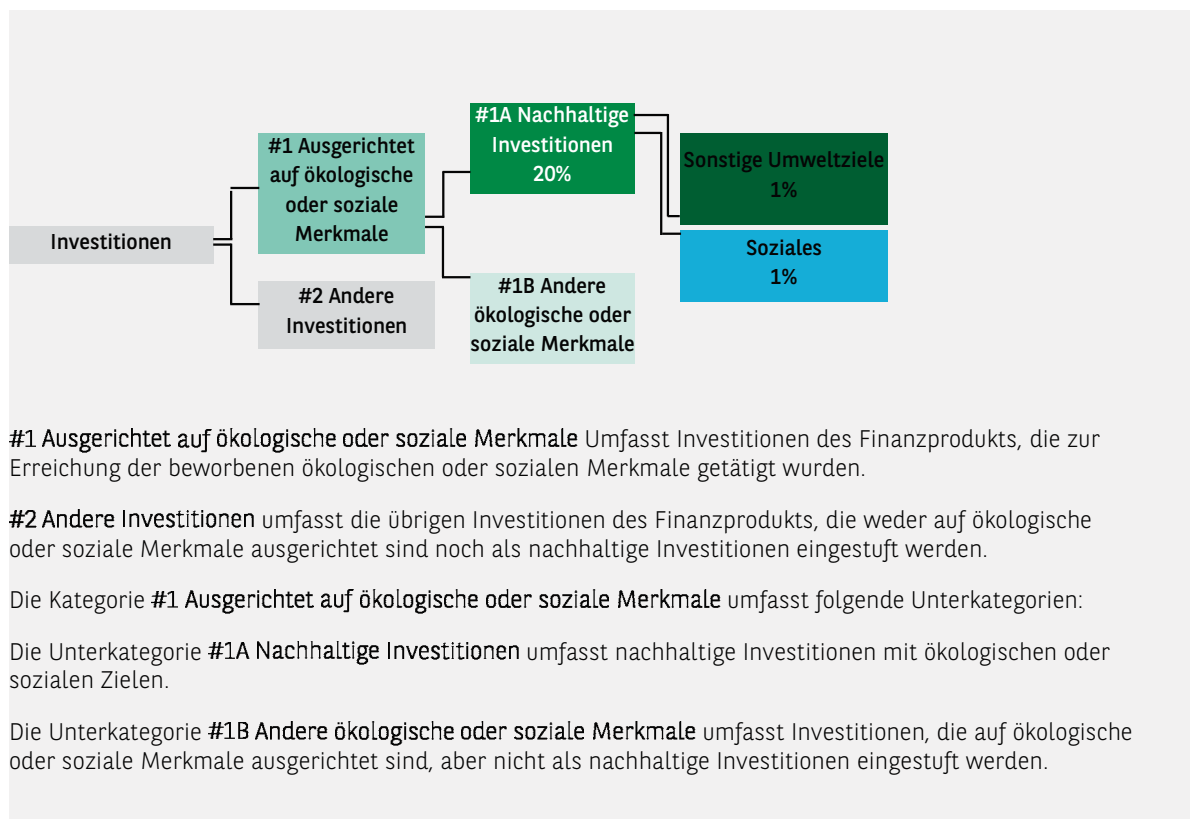 #1A Nachhaltige
Investitionen
20%
#1 Ausgerichtet
auf ökologische
oder soziale
Merkmale
Sonstige Umweltziele
1%
Investitionen
Soziales
1%
#2 Andere
Investitionen
#1B Andere
ökologische oder
soziale Merkmale
#1 Ausgerichtet auf ökologische oder soziale Merkmale Umfasst Investitionen des Finanzprodukts, die zur
Erreichung der beworbenen ökologischen oder sozialen Merkmale getätigt wurden.
#2 Andere Investitionen umfasst die übrigen Investitionen des Finanzprodukts, die weder auf ökologische
oder soziale Merkmale ausgerichtet sind noch als nachhaltige Investitionen eingestuft werden.
Die Kategorie #1 Ausgerichtet auf ökologische oder soziale Merkmale umfasst folgende Unterkategorien:
Die Unterkategorie #1A Nachhaltige Investitionen umfasst nachhaltige Investitionen mit ökologischen oder
sozialen Zielen.
Die Unterkategorie #1B Andere ökologische oder soziale Merkmale umfasst Investitionen, die auf ökologische
oder soziale Merkmale ausgerichtet sind, aber nicht als nachhaltige Investitionen eingestuft werden.